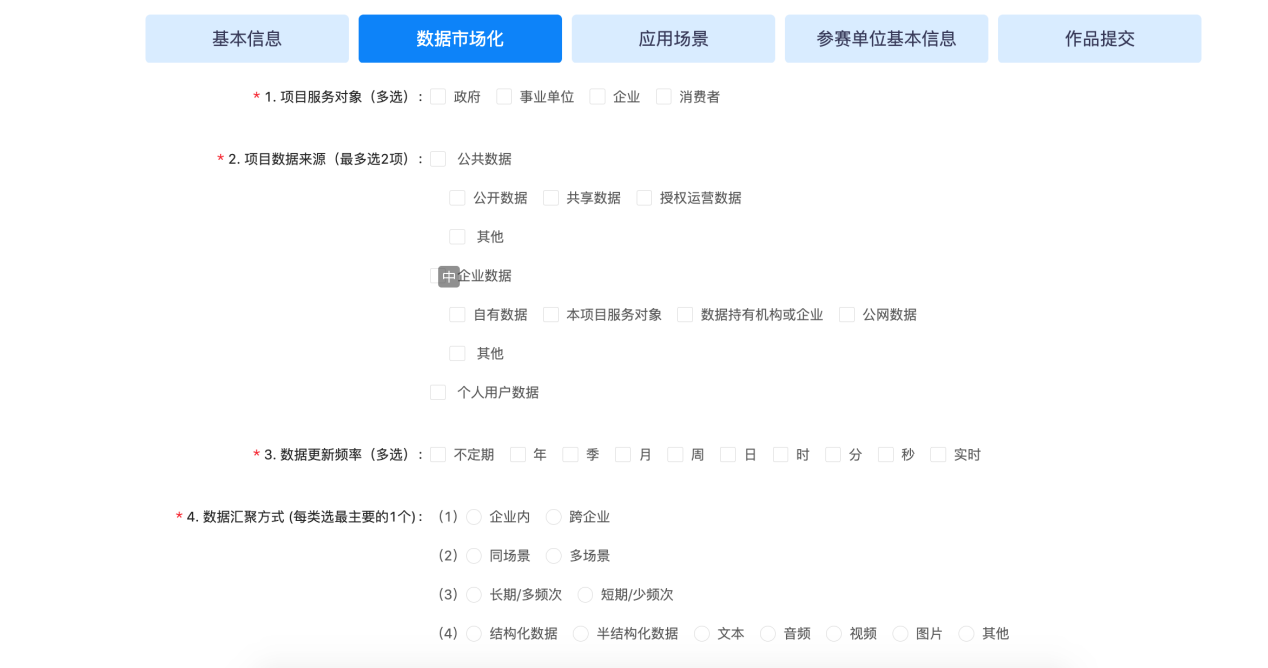 基本信息 数据市场化 应用场景 参赛单位基本信息 作品提交
* 1. 项目服务对象（多选）: 政府 事业单位 企业 消费者
* 2. 项目数据来源（最多选2项）: 公共数据
公开数据 共享数据 授权运营数据
其他
中 企业数据
自有数据 本项目服务对象 数据持有机构或企业 公网数据
其他
个人用户数据
* 3. 数据更新频率（多选）: 不定期 年 季 月 周 日 时 分 秒 实时
* 4. 数据汇聚方式 (每类选最主要的1个): （1） 企业内 跨企业
（2） 同场景 多场景
（3） 长期/多频次 短期/少频次
（4） 结构化数据 半结构化数据 文本 音频 视频 图片 其他